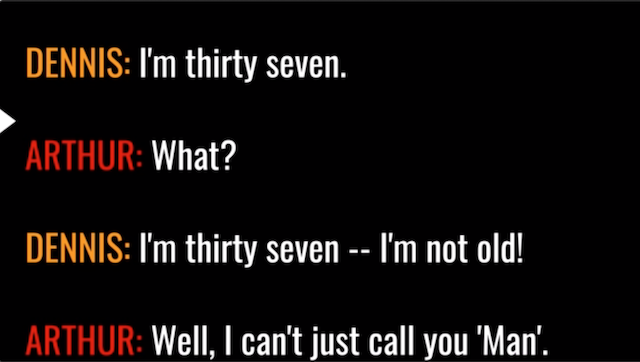 DENNIS: I'm thirty seven.
ARTHUR: What?
DENNIS: I'm thirty seven -- I'm not old!
ARTHUR: Well, I can't just call you 'Man'.